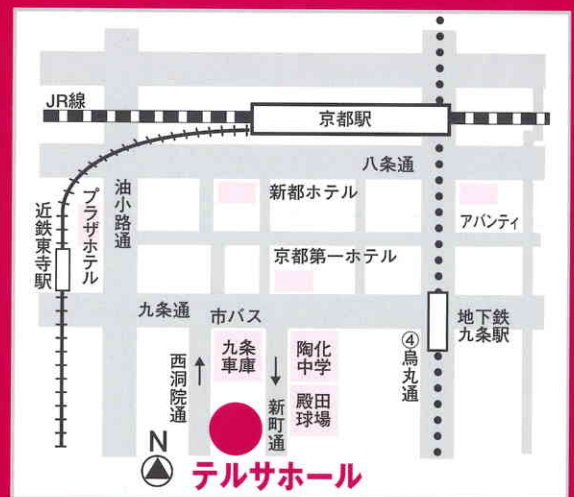 JR線
京都駅
八条通
新都ホテル
アバンティ
油小路通
プラザホテル
近鉄東寺駅
京都第一ホテル
九条通
市バス
九条
車庫
陶化
中学
殿田
球場
西洞院通
新町通
④烏丸通
地下鉄
九条駅
N
テルサホール